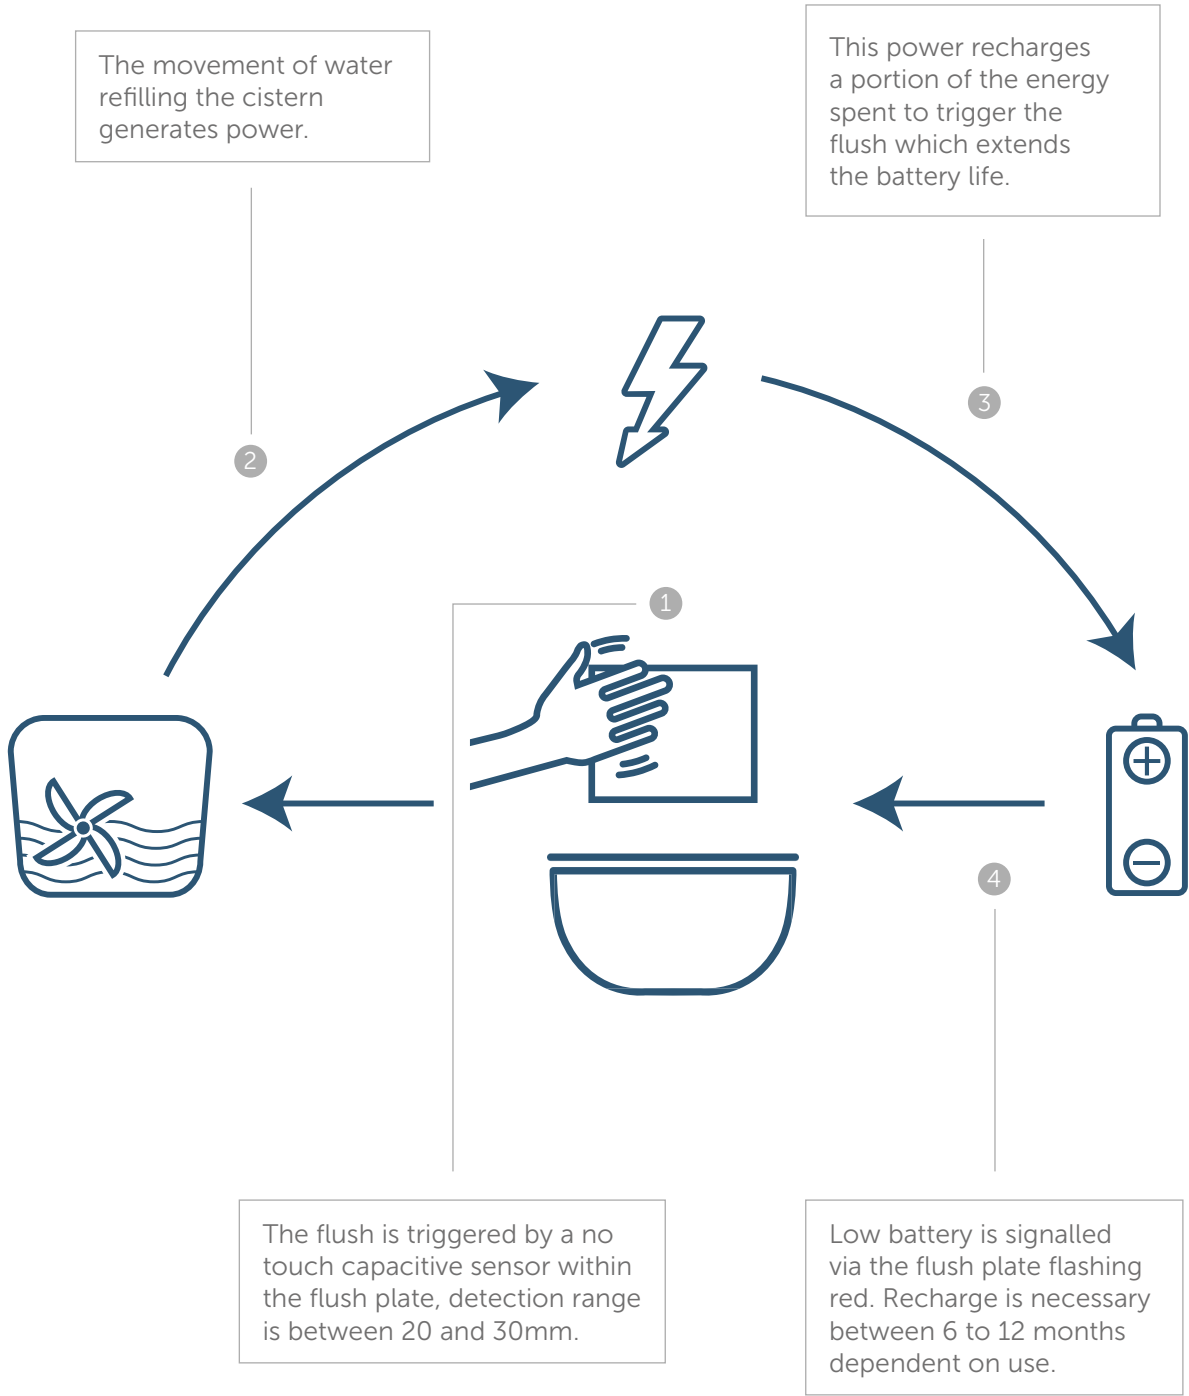 The movement of water
refilling the cistern
generates power.
This power recharges
a portion of the energy
spent to trigger the
flush which extends
the battery life.
3
2
1
4
The flush is triggered by a no
touch capacitive sensor within
the flush plate, detection range
is between 20 and 30mm.
Low battery is signalled
via the flush plate flashing
red. Recharge is necessary
between 6 to 12 months
dependent on use.